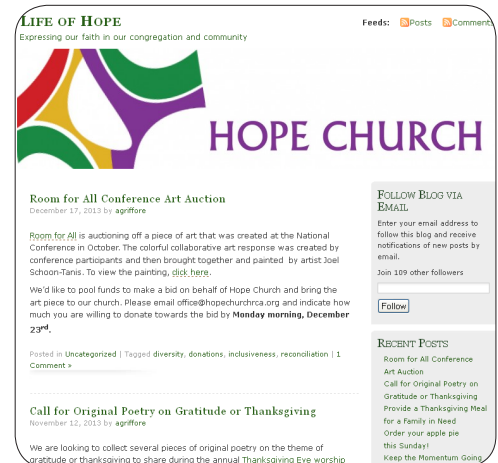 LIFE OF HOPE
Expressing our faith in our congregation and community
Feeds: Posts Comments
HOPE CHURCH
Room for All Conference Art Auction
December 17, 2013 by agriffore
Room for All is auctioning off a piece of art that was created at the National
Conference in October. The colorful collaborative art response was created by
conference participants and then brought together and painted by artist Joel
Schoon-Tanis. To view the painting, click here.
We'd like to pool funds to make a bid on behalf of Hope Church and bring the
art piece to our church. Please email office@hopechurchrca.org and indicate how
much you are willing to donate towards the bid by Monday morning, December
23rd.
Posted in Uncategorized | Tagged diversity, donations, inclusiveness, reconciliation | 1
Comment »
Call for Original Poetry on Gratitude or Thanksgiving
November 12, 2013 by agriffore
We are looking to collect several pieces of original poetry on the theme of
gratitude or thanksgiving to share during the annual Thanksgiving Eve worship
FOLLOW BLOG VIA
EMAIL
Enter your email address to
follow this blog and receive
notifications of new posts by
email.
Join 109 other followers
Follow
RECENT POSTS
Room for All Conference
Art Auction
Call for Original Poetry on
Gratitude or Thanksgiving
Provide a Thanksgiving Meal
for a Family in Need
Order your apple pie
this Sunday!
Keep the Momentum Going